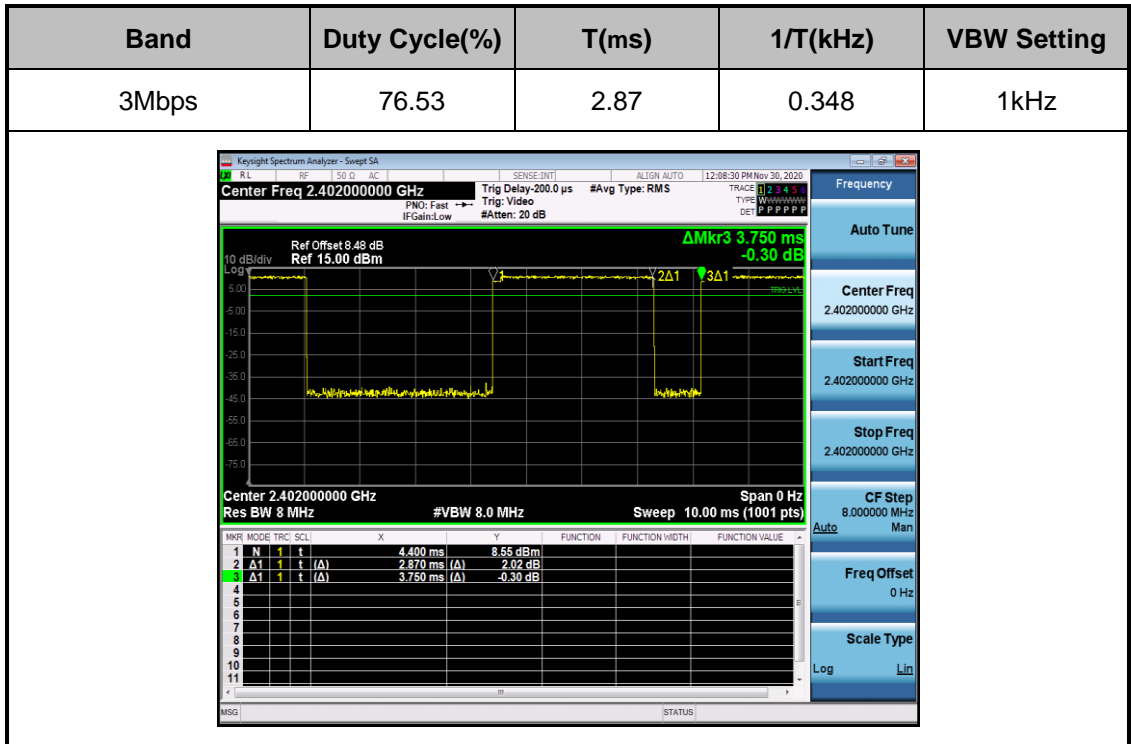 Band Duty Cycle(%) T(ms) 1/T(kHz) VBW Setting
3Mbps 76.53 2.87 0.348 1kHz
Keysight Spectrum Analyzer - Swept SA
RL RF 50 Ω AC SENSE:INT ALIGN AUTO 12:08:30 PM Nov 30, 2020
Center Freq 2.402000000 GHz
PNO: Fast
IFGain:Low
Trig Delay-200.0 µs
Trig: Video
#Atten: 20 dB
#Avg Type: RMS
TRACE 1 2 3 4 5 6
TYPE WWWWWW
DET P P P P P P
Frequency
ΔMkr3 3.750 ms
-0.30 dB
Ref Offset 8.48 dB
10 dB/div Ref 15.00 dBm
Log
1 2Δ1 3Δ1
TRIG LVL
5.00
-5.00
-15.0
-25.0
-35.0
-45.0
-55.0
-65.0
-75.0
Center 2.402000000 GHz Span 0 Hz
Res BW 8 MHz #VBW 8.0 MHz Sweep 10.00 ms (1001 pts)
MKR MODE TRC SCL X Y FUNCTION FUNCTION WIDTH FUNCTION VALUE
1 N 1 t 4.400 ms 8.55 dBm
2 Δ1 1 t (Δ) 2.870 ms (Δ) 2.02 dB
3 Δ1 1 t (Δ) 3.750 ms (Δ) -0.30 dB
4
5
6
7
8
9
10
11
Auto Tune
Center Freq
2.402000000 GHz
Start Freq
2.402000000 GHz
Stop Freq
2.402000000 GHz
CF Step
8.000000 MHz
Auto Man
Freq Offset
0 Hz
Scale Type
Log Lin
MSG STATUS